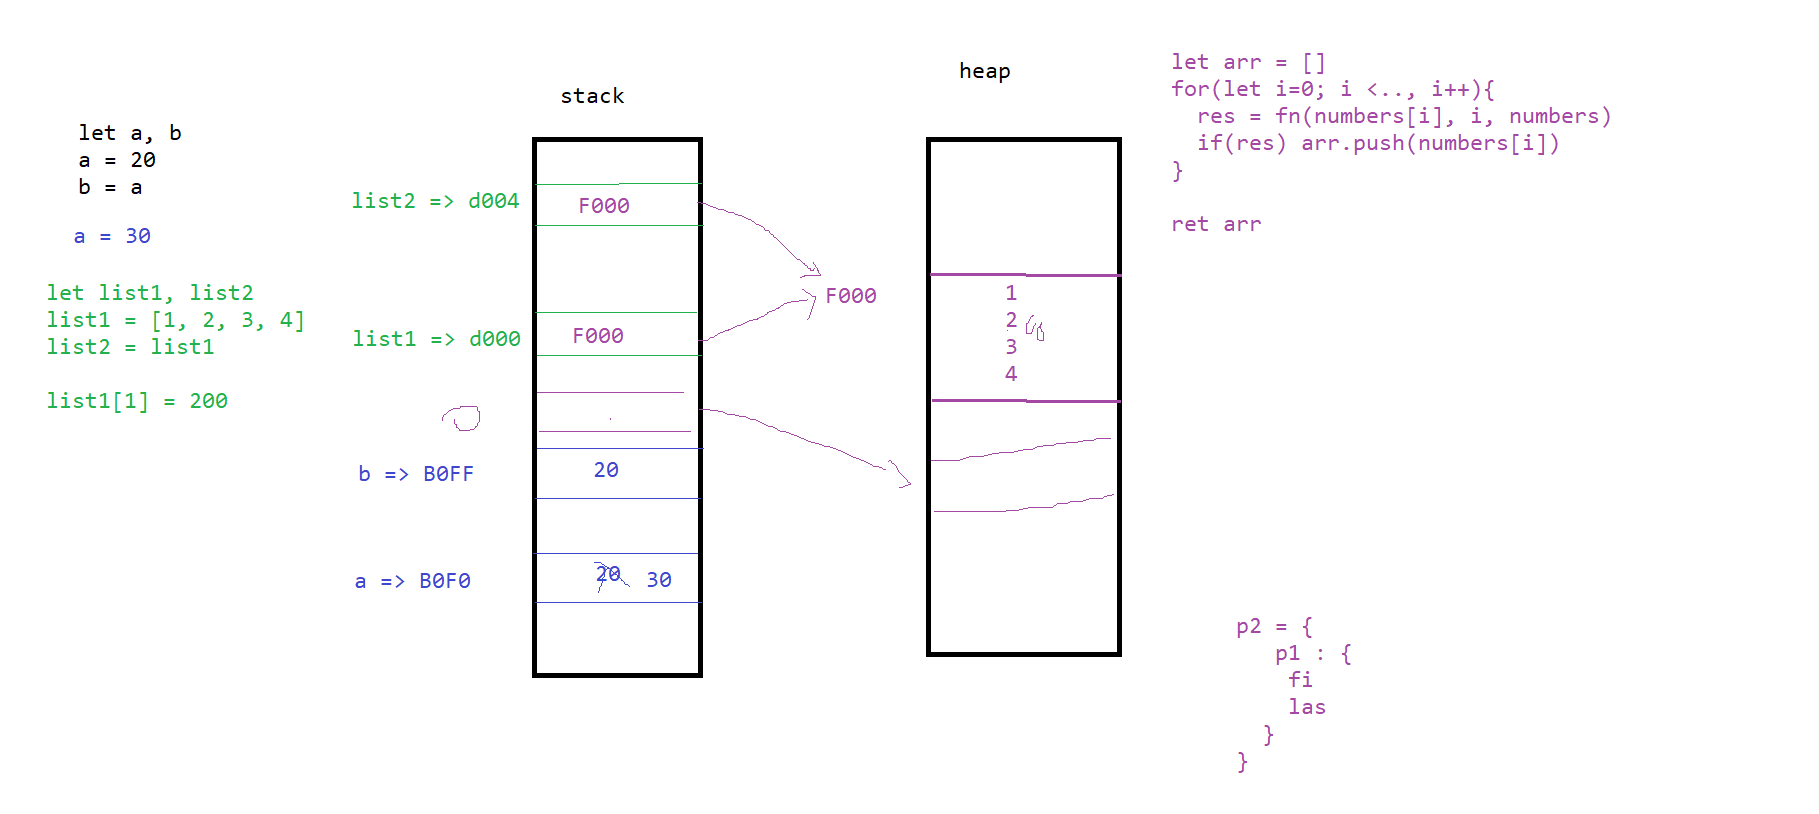 let a, b
a = 20
b = a
a = 30
let list1, list2
list1 = [1, 2, 3, 4]
list2 = list1
list1[1] = 200
stack
list2 => d004
F000
list1 => d000
F000
b => B0FF
20
a => B0F0
20 30
F000
heap
1
2
3
4
let arr = []
for(let i=0; i <.., i++){
  res = fn(numbers[i], i, numbers)
  if(res) arr.push(numbers[i])
}
ret arr
p2 = {
   p1 : {
    fi
    las
  }
}